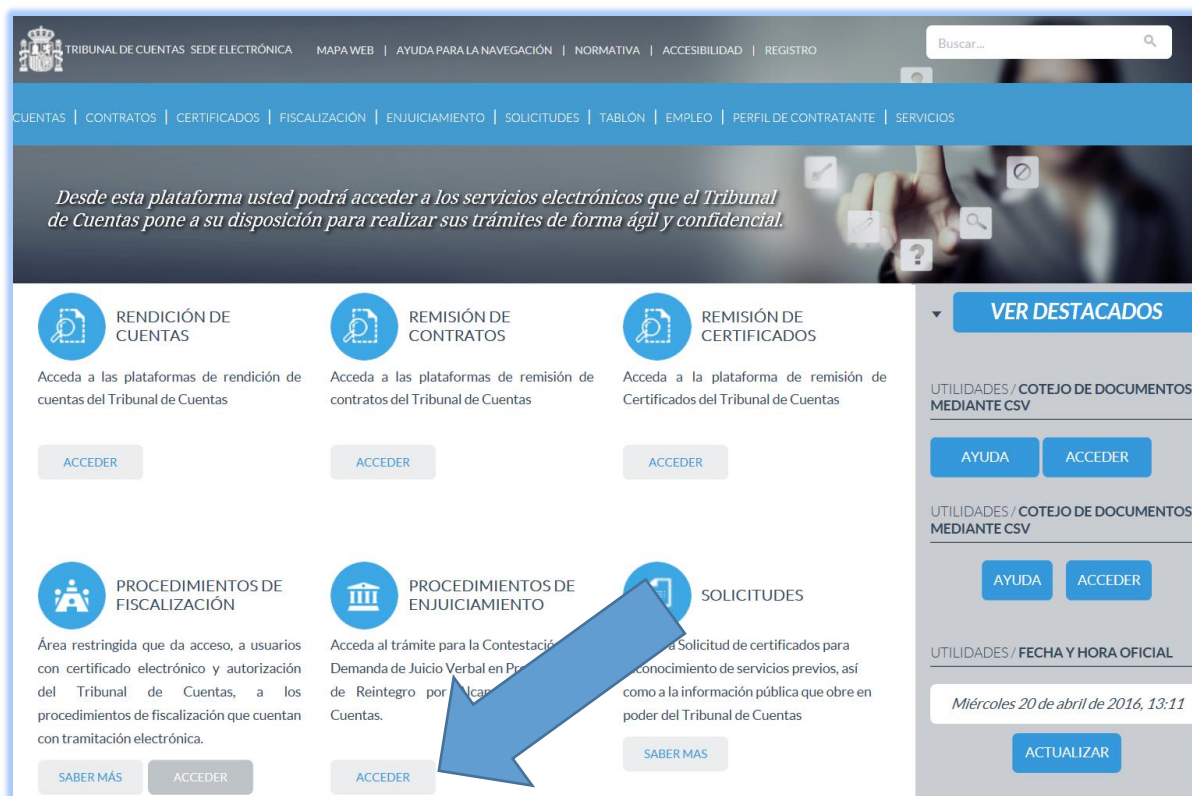 TRIBUNAL DE CUENTAS SEDE ELECTRÓNICA
MAPA WEB | AYUDA PARA LA NAVEGACIÓN | NORMATIVA | ACCESIBILIDAD | REGISTRO
Buscar...
CUENTAS | CONTRATOS | CERTIFICADOS | FISCALIZACIÓN | ENJUICIAMIENTO | SOLICITUDES | TABLÓN | EMPLEO | PERFIL DE CONTRATANTE | SERVICIOS
Desde esta plataforma usted podrá acceder a los servicios electrónicos que el Tribunal
de Cuentas pone a su disposición para realizar sus trámites de forma ágil y confidencial.
RENDICIÓN DE
CUENTAS
Acceda a las plataformas de rendición de
cuentas del Tribunal de Cuentas
ACCEDER
REMISIÓN DE
CONTRATOS
Acceda a las plataformas de remisión de
contratos del Tribunal de Cuentas
ACCEDER
REMISIÓN DE
CERTIFICADOS
Acceda a la plataforma de remisión de
Certificados del Tribunal de Cuentas
ACCEDER
PROCEDIMIENTOS DE
FISCALIZACIÓN
Área restringida que da acceso, a usuarios
con certificado electrónico y autorización
del Tribunal de Cuentas, a los
procedimientos de fiscalización que cuentan
con tramitación electrónica.
SABER MÁS
ACCEDER
PROCEDIMIENTOS DE
ENJUICIAMIENTO
Acceda al trámite para la Contestación
Demanda de Juicio Verbal en
de Reintegro por
Cuentas.
ACCEDER
SOLICITUDES
a Solicitud de certificados para
conocimiento de servicios previos, así
como a la información pública que obre en
poder del Tribunal de Cuentas
SABER MAS
VER DESTACADOS
UTILIDADES / COTEJO DE DOCUMENTOS
MEDIANTE CSV
AYUDA
ACCEDER
UTILIDADES / COTEJO DE DOCUMENTOS
MEDIANTE CSV
AYUDA
ACCEDER
UTILIDADES / FECHA Y HORA OFICIAL
Miércoles 20 de abril de 2016, 13:11
ACTUALIZAR